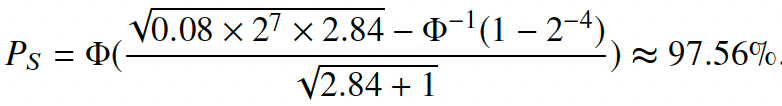 P_S = Φ( (√(0.08 × 2^7 × 2.84) − Φ^{−1}(1 − 2^{−4})) / √(2.84 + 1) ) ≈ 97.56%.